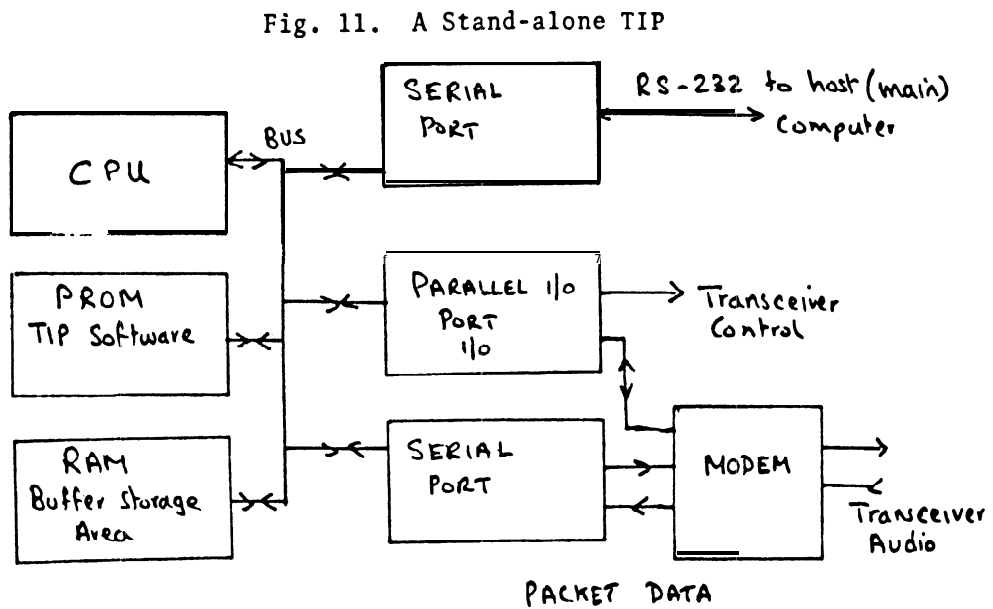 Fig. 11. A Stand-alone TIP
SERIAL
PORT
RS-232 to host (main)
Computer
BUS
CPU
PARALLEL I/O
PORT
I/O
Transceiver
Control
PROM
TIP Software
SERIAL
PORT
MODEM
RAM
Buffer Storage
Area
Transceiver
Audio
PACKET DATA